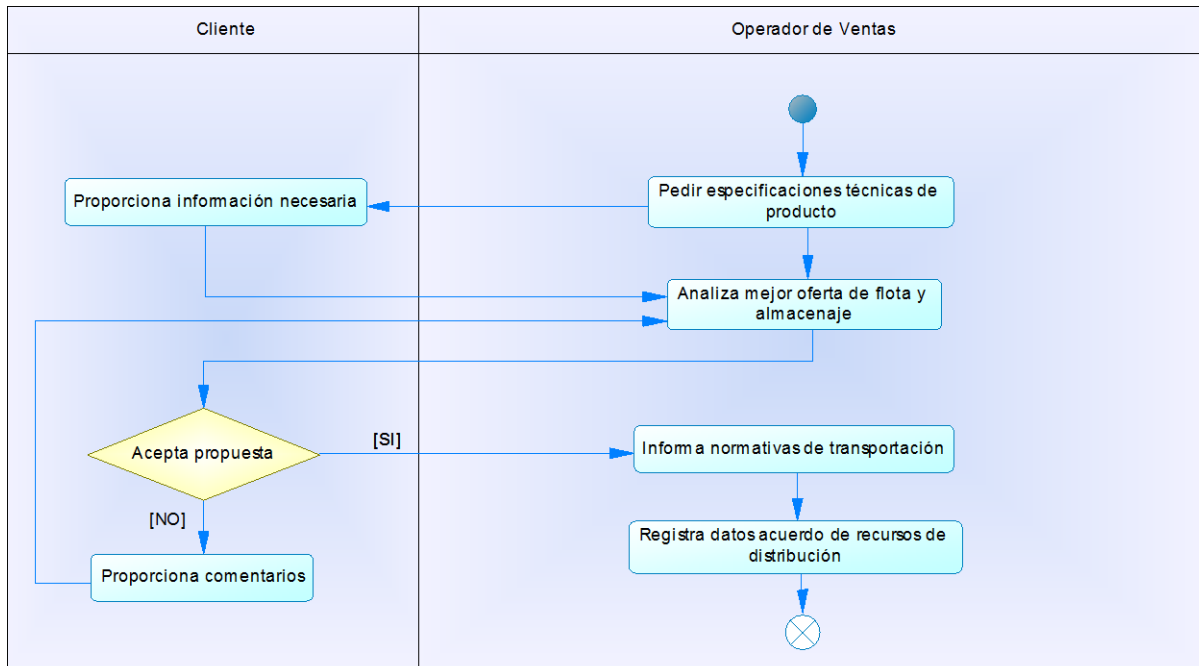 Cliente
Operador de Ventas
Proporciona información necesaria
Pedir especificaciones técnicas de
producto
Analiza mejor oferta de flota y
almacenaje
Acepta propuesta
[SI]
Informa normativas de transportación
[NO]
Registra datos acuerdo de recursos de
distribución
Proporciona comentarios